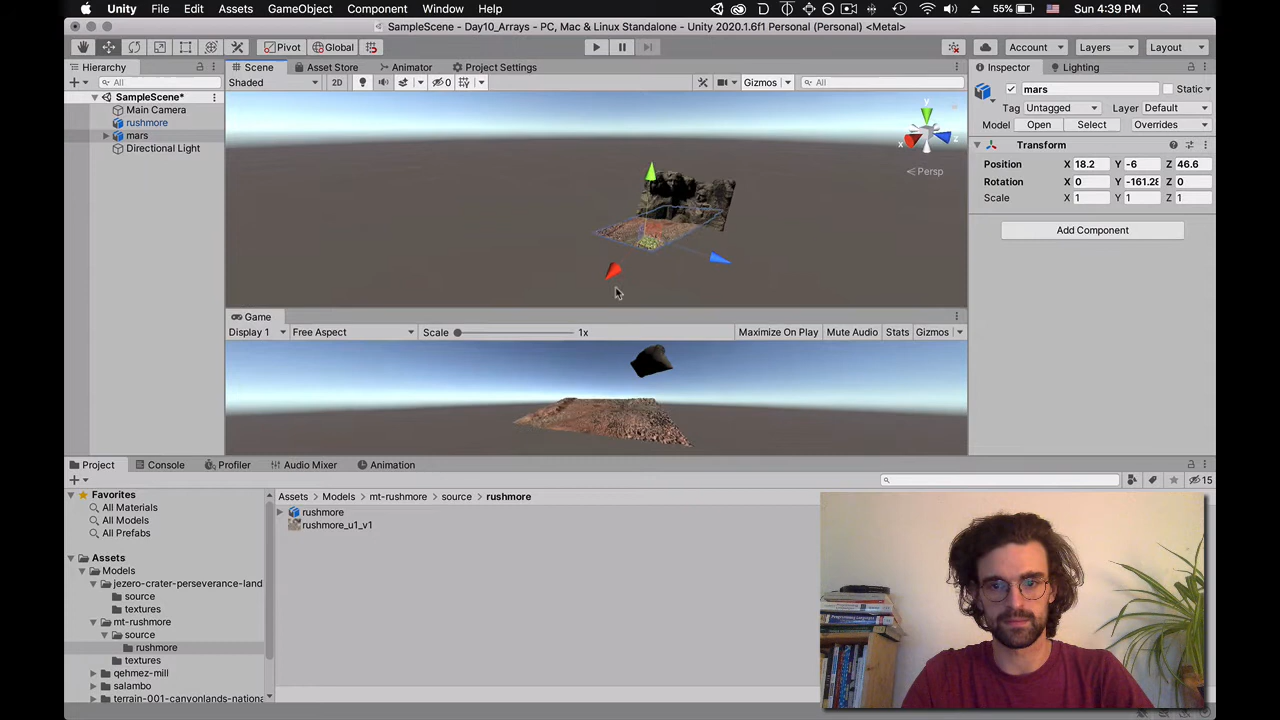 Unity File Edit Assets GameObject Component Window Help 55% Sun 4:39 PM
SampleScene - Day10_Arrays - PC, Mac & Linux Standalone - Unity 2020.1.6f1 Personal (Personal) <Metal>
Pivot Global Account Layers Layout
Hierarchy Scene Asset Store Animator Project Settings Inspector Lighting
All Shaded 2D 0 Gizmos All
mars Static
SampleScene*
Main Camera
rushmore
mars
Directional Light
y
x
z
Persp
Tag Untagged Layer Default
Model Open Select Overrides
Transform
Position X 18.2 Y -6 Z 46.6
Rotation X 0 Y -161.28 Z 0
Scale X 1 Y 1 Z 1
Add Component
Game
Display 1 Free Aspect Scale 1x Maximize On Play Mute Audio Stats Gizmos
Project Console Profiler Audio Mixer Animation
15
Favorites
All Materials
All Models
All Prefabs
Assets
Models
jezero-crater-perseverance-land
source
textures
mt-rushmore
source
rushmore
textures
qehmez-mill
salambo
terrain-001-canyonlands-nationa
Assets Models mt-rushmore source rushmore
rushmore
rushmore_u1_v1